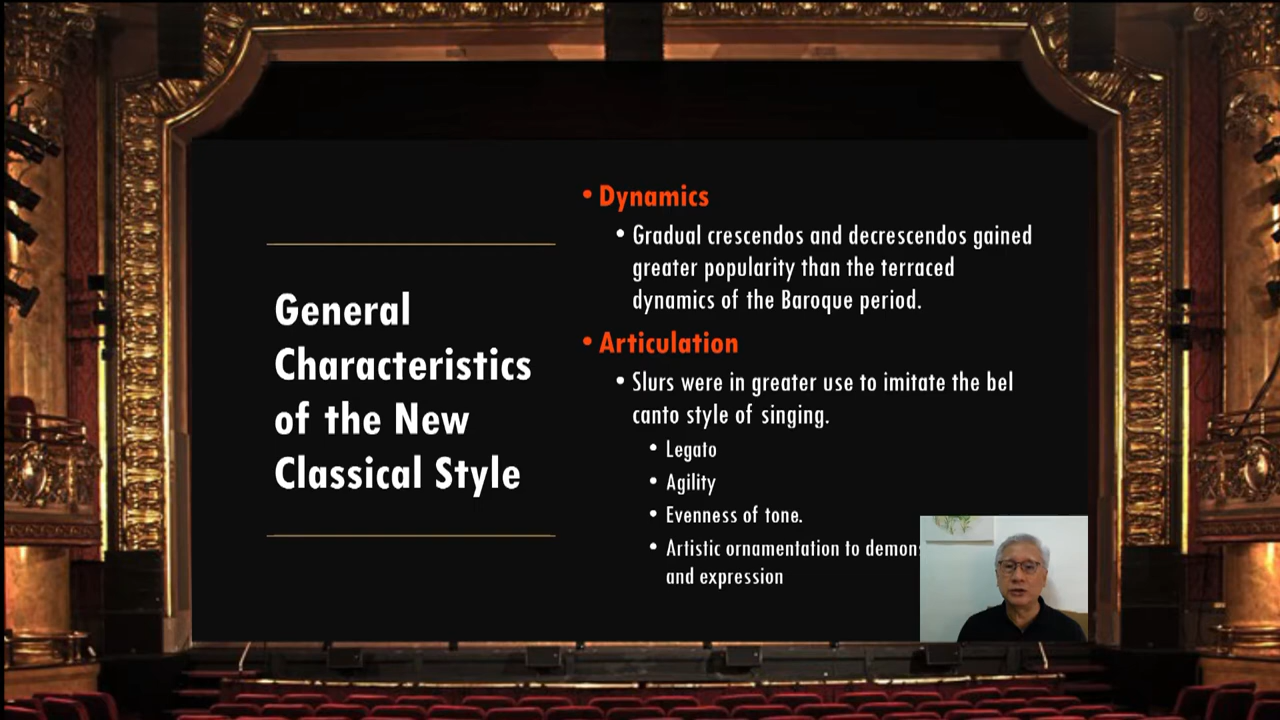 General
Characteristics
of the New
Classical Style
• Dynamics
• Gradual crescendos and decrescendos gained
greater popularity than the terraced
dynamics of the Baroque period.
• Articulation
• Slurs were in greater use to imitate the bel
canto style of singing.
• Legato
• Agility
• Evenness of tone.
• Artistic ornamentation to
and expression